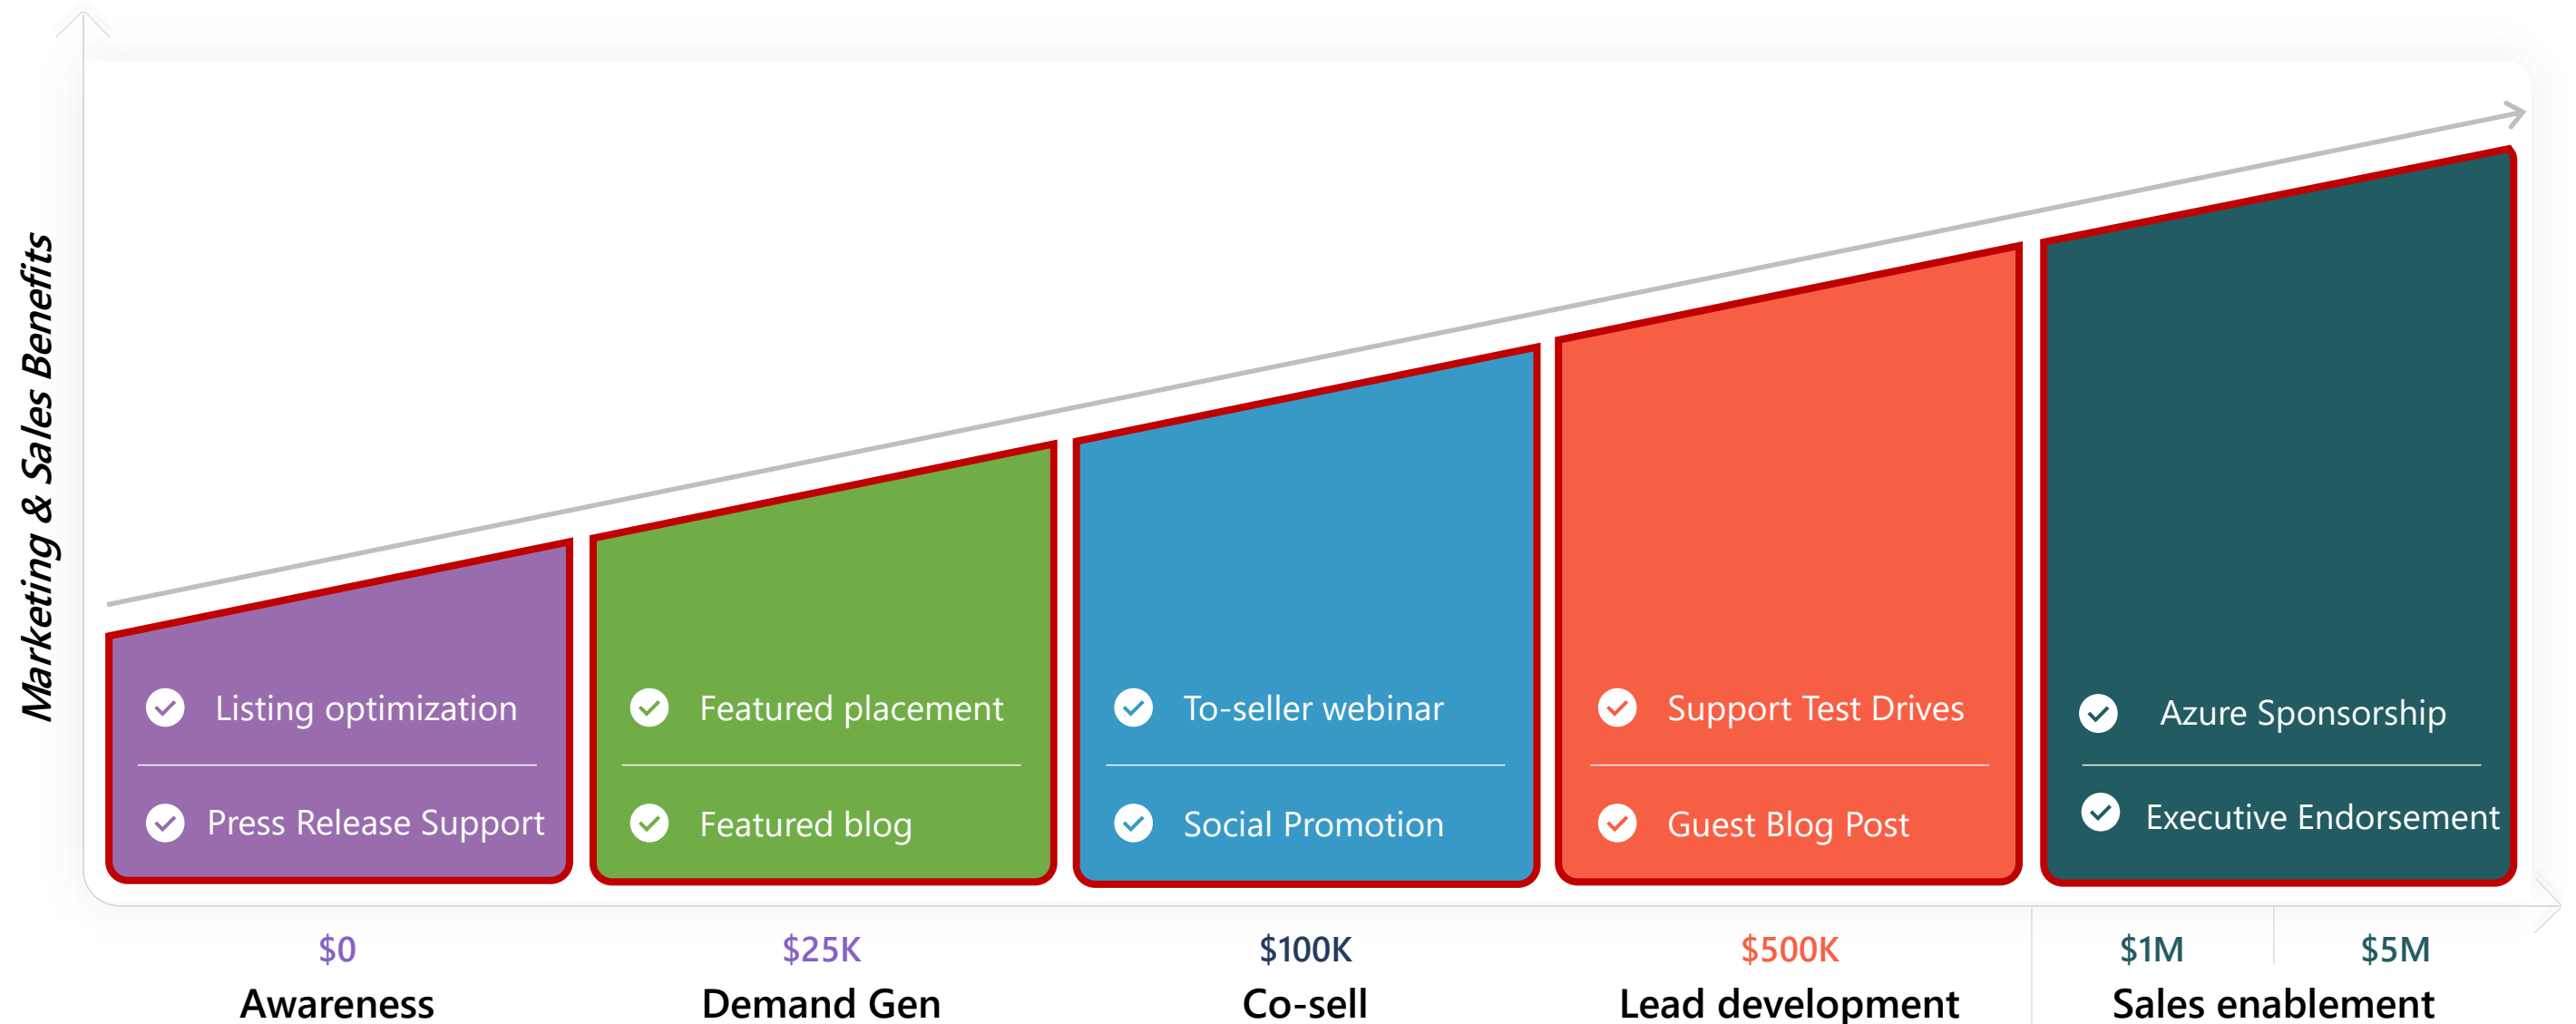 Marketing & Sales Benefits
Listing optimization
Press Release Support
Featured placement
Featured blog
To-seller webinar
Social Promotion
Support Test Drives
Guest Blog Post
Azure Sponsorship
Executive Endorsement
$0
Awareness
$25K
Demand Gen
$100K
Co-sell
$500K
Lead development
$1M
$5M
Sales enablement